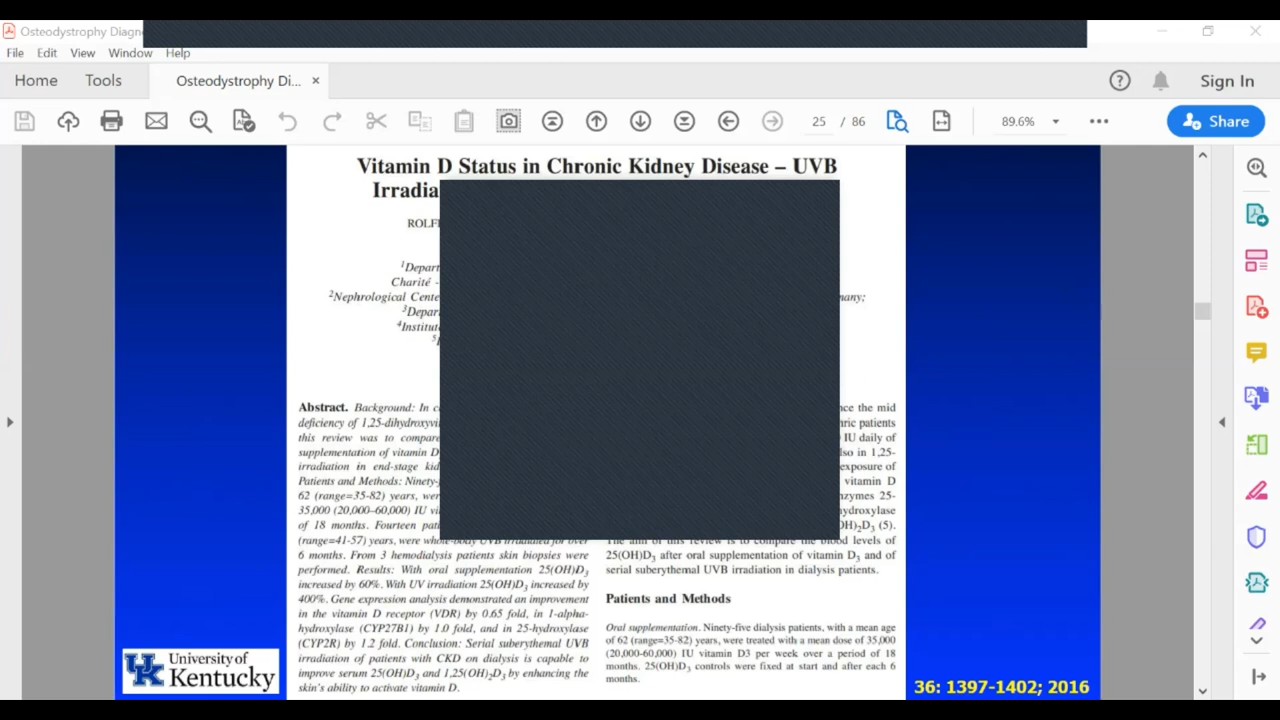 Osteodystrophy Diagn
File Edit View Window Help
Home Tools Osteodystrophy Di... × Sign In
25 / 86 89.6% Share
Vitamin D Status in Chronic Kidney Disease – UVB
Irradia
ROLF
¹Depart
Charité -
²Nephrological Cente
any;
³Depar
⁴Institut
Abstract. Background: In c
deficiency of 1,25-dihydroxyvi
this review was to compar
supplementation of vitamin D
irradiation in end-stage kid
Patients and Methods: Ninety-
62 (range=35-82) years, wer
35,000 (20,000–60,000) IU vi
of 18 months. Fourteen pati
(range=41-57) years, were whole-body UVB irradiated for over
6 months. From 3 hemodialysis patients skin biopsies were
performed. Results: With oral supplementation 25(OH)D₃
increased by 60%. With UV irradiation 25(OH)D₃ increased by
400%. Gene expression analysis demonstrated an improvement
in the vitamin D receptor (VDR) by 0.65 fold, in 1-alpha-
hydroxylase (CYP27B1) by 1.0 fold, and in 25-hydroxylase
(CYP2R) by 1.2 fold. Conclusion: Serial suberythemal UVB
irradiation of patients with CKD on dialysis is capable to
improve serum 25(OH)D₃ and 1,25(OH)₂D₃ by enhancing the
skin's ability to activate vitamin D.
nce the mid
ric patients
IU daily of
lso in 1,25-
exposure of
vitamin D
nzymes 25-
ydroxylase
OH)₂D₃ (5).
The aim of this review is to compare the blood levels of
25(OH)D₃ after oral supplementation of vitamin D₃ and of
serial suberythemal UVB irradiation in dialysis patients.
Patients and Methods
Oral supplementation. Ninety-five dialysis patients, with a mean age
of 62 (range=35-82) years, were treated with a mean dose of 35,000
(20,000-60,000) IU vitamin D3 per week over a period of 18
months. 25(OH)D₃ controls were fixed at start and after each 6
months.
UK University of
Kentucky
36: 1397-1402; 2016